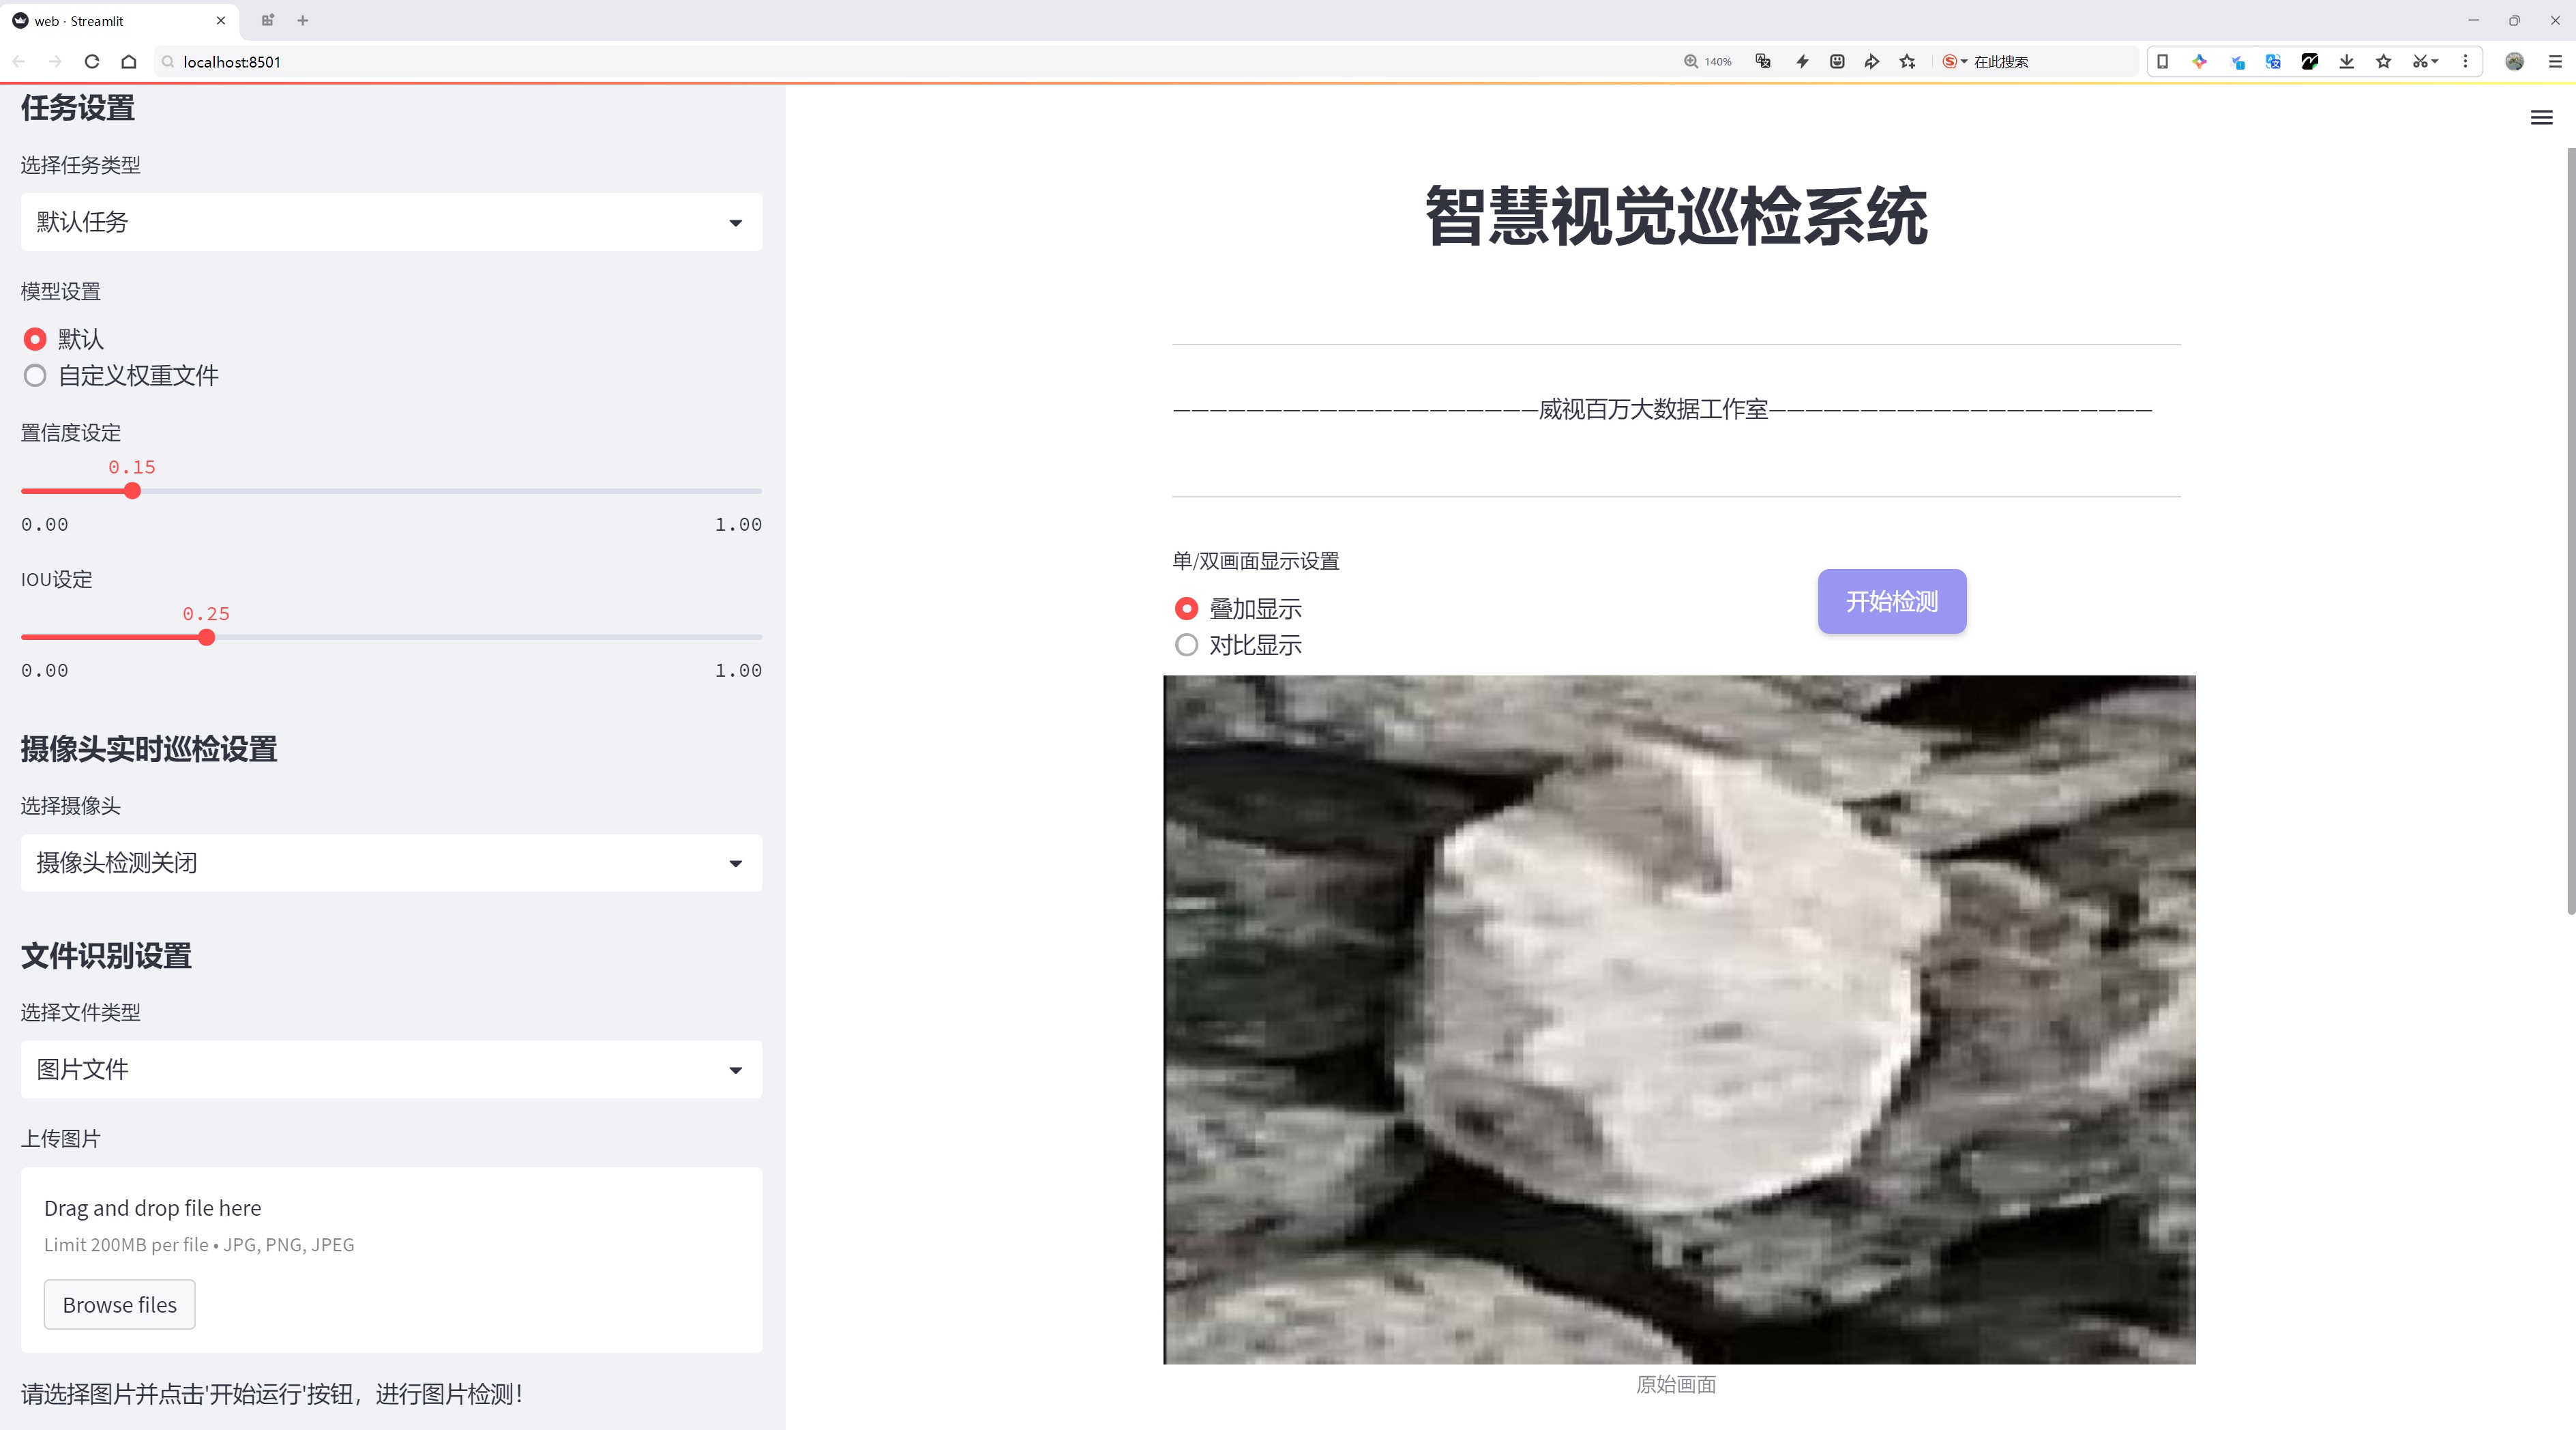 web · Streamlit
localhost:8501
140%
在此搜索
任务设置
选择任务类型
默认任务
模型设置
默认
自定义权重文件
置信度设定
0.15
0.00
1.00
IOU设定
0.25
0.00
1.00
摄像头实时巡检设置
选择摄像头
摄像头检测关闭
文件识别设置
选择文件类型
图片文件
上传图片
Drag and drop file here
Limit 200MB per file • JPG, PNG, JPEG
Browse files
请选择图片并点击'开始运行'按钮，进行图片检测！
智慧视觉巡检系统
————————————————————威视百万大数据工作室—————————————————————
单/双画面显示设置
叠加显示
对比显示
开始检测
原始画面